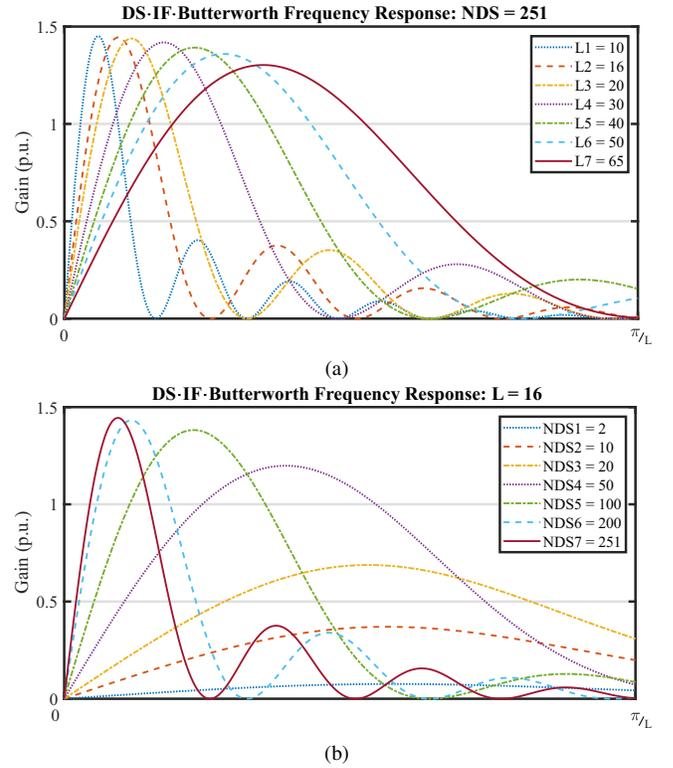 DS·IF·Butterworth Frequency Response: NDS = 251
1.5
1
0.5
0
Gain (p.u.)
L1 = 10
L2 = 16
L3 = 20
L4 = 30
L5 = 40
L6 = 50
L7 = 65
0
π/L
(a)
DS·IF·Butterworth Frequency Response: L = 16
1.5
1
0.5
0
Gain (p.u.)
NDS1 = 2
NDS2 = 10
NDS3 = 20
NDS4 = 50
NDS5 = 100
NDS6 = 200
NDS7 = 251
0
π/L
(b)